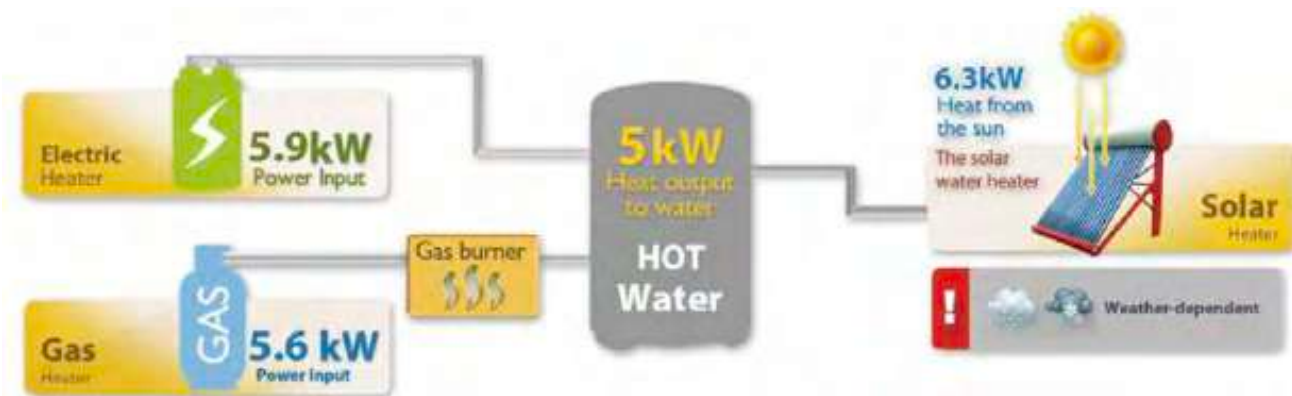 Electric
Heater
5.9kW
Power Input
GAS
Gas
Heater
5.6 kW
Power Input
Gas burner
5kW
Heat output
to water
HOT
Water
6.3kW
Heat from
the sun
The solar
water heater
Solar
Heater
!
Weather-dependent